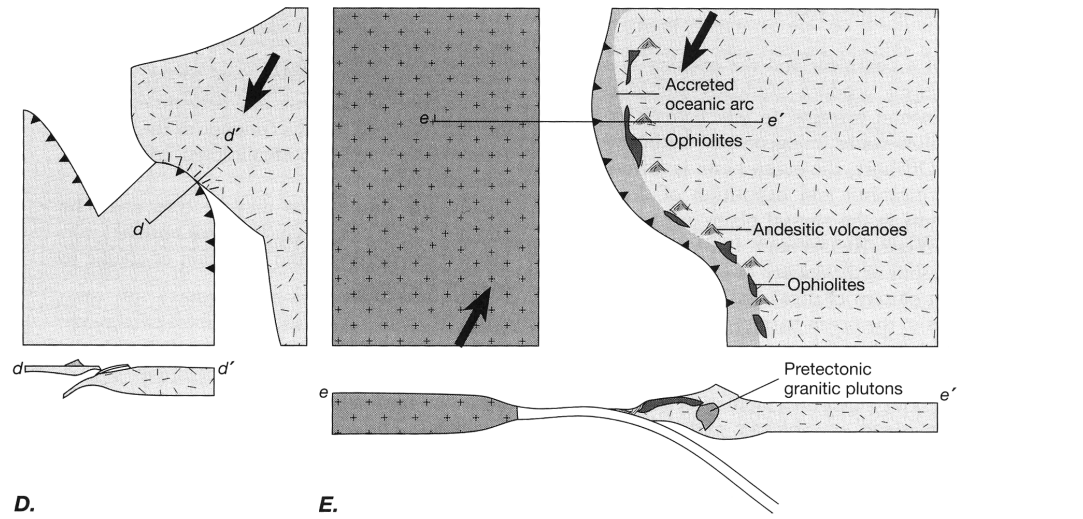 d′
d
d
d′
D.
e
e′
Accreted
oceanic arc
Ophiolites
Andesitic volcanoes
Ophiolites
Pretectonic
granitic plutons
e
e′
E.